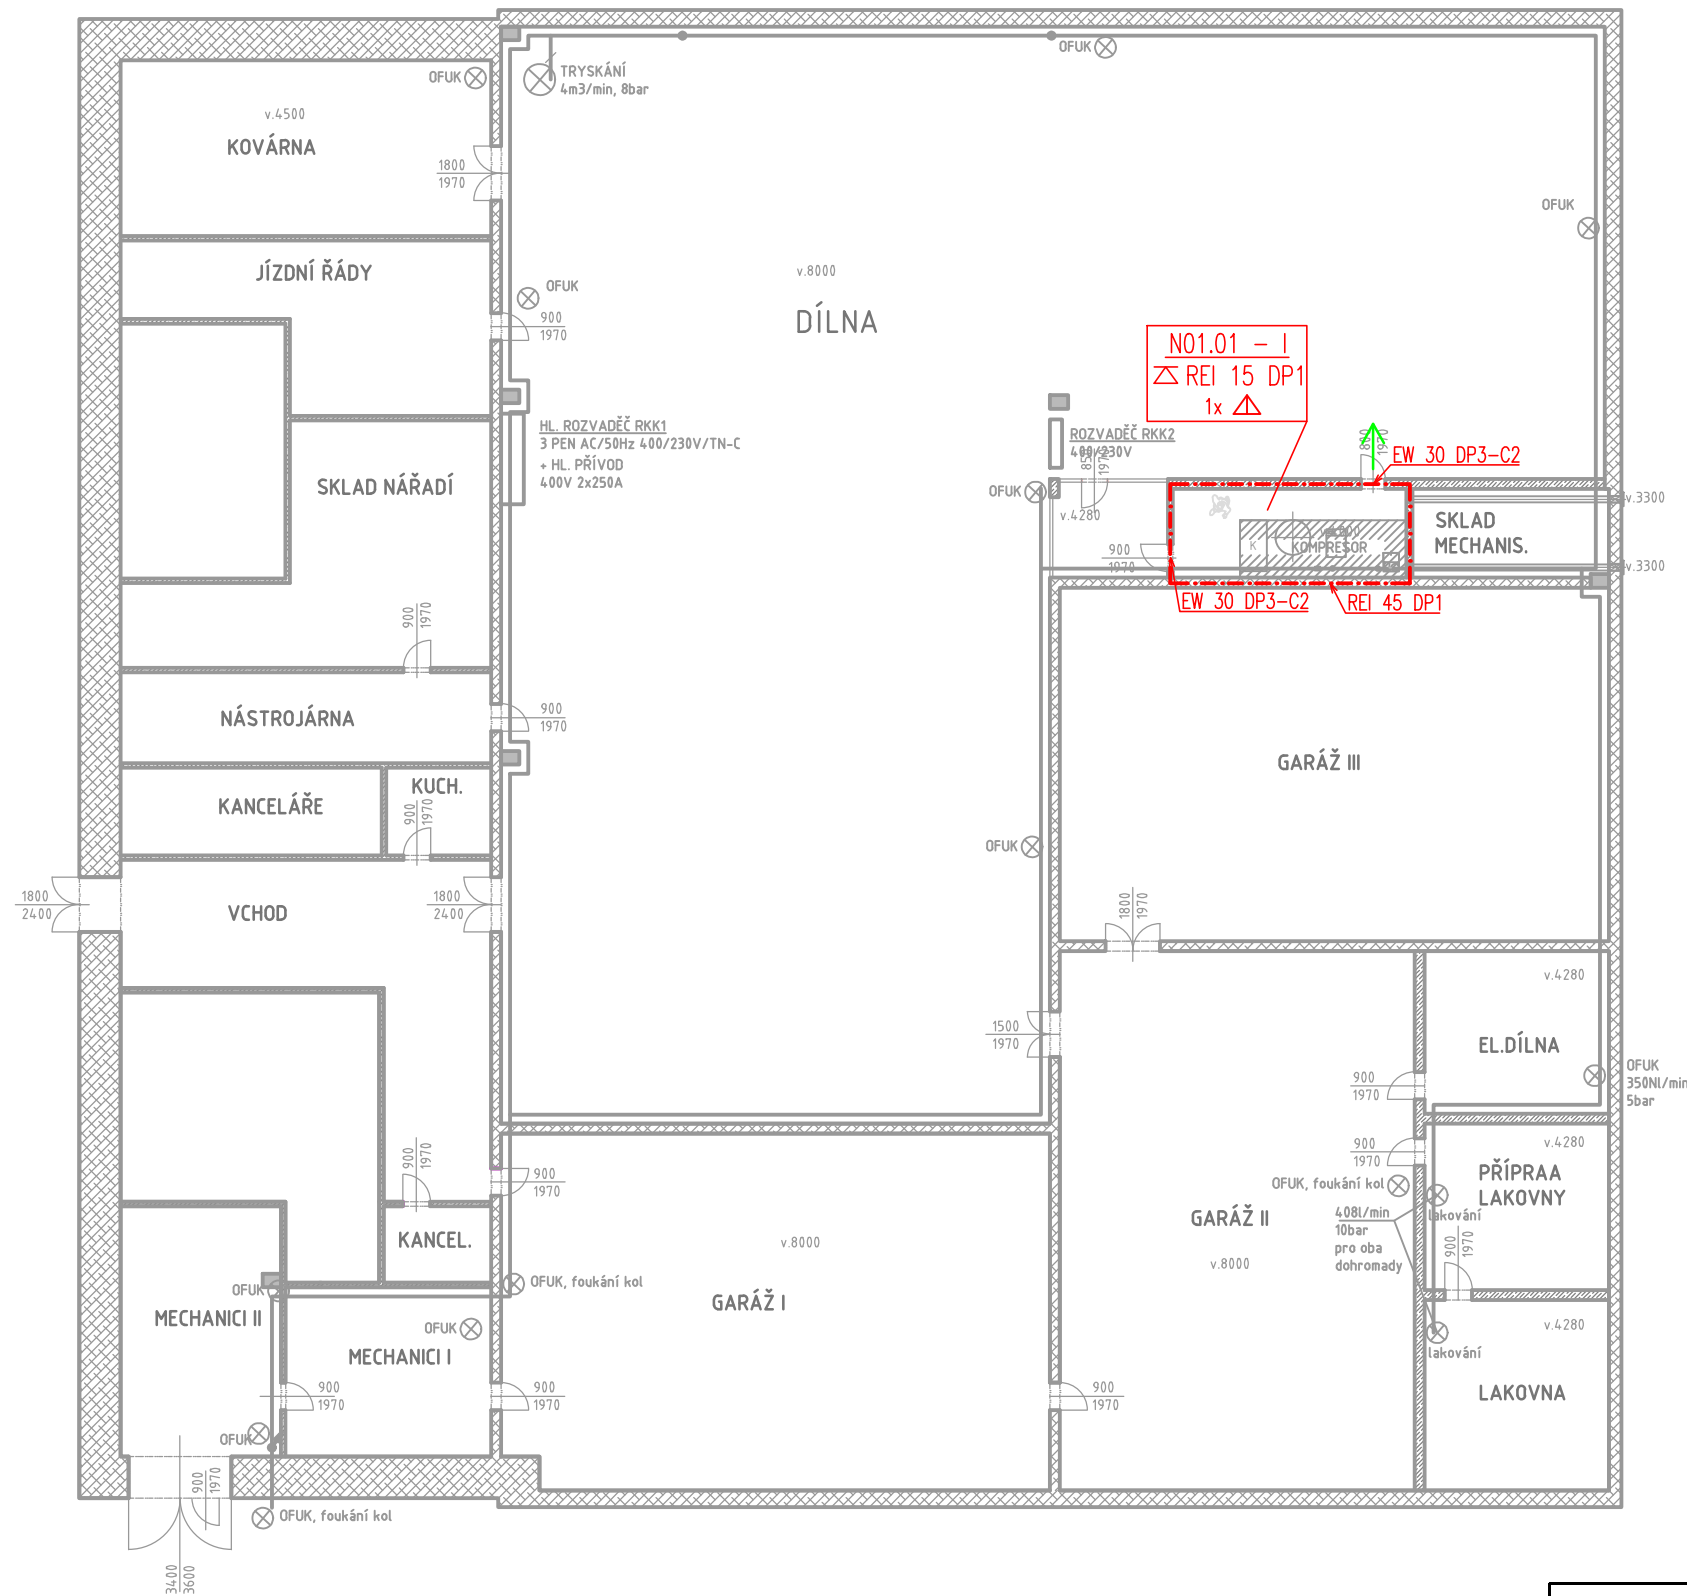 OFUK
TRYSKÁNÍ
4m3/min, 8bar
OFUK
v.4500
KOVÁRNA
1800
1970
OFUK
JÍZDNÍ ŘÁDY
v.8000
OFUK
900
1970
DÍLNA
N01.01 - I
REI 15 DP1
1x
HL. ROZVADĚČ RKK1
3 PEN AC/50Hz 400/230V/TN-C
+ HL. PŘÍVOD
400V 2x250A
ROZVADĚČ RKK2
400/230V
EW 30 DP3-C2
SKLAD NÁŘADÍ
OFUK
v.4280
v.3300
SKLAD
MECHANIS.
K
KOMPRESOR
900
1970
v.3300
EW 30 DP3-C2
REI 45 DP1
900
1970
NÁSTROJÁRNA
900
1970
GARÁŽ III
KUCH.
KANCELÁŘE
900
1970
OFUK
1800
2400
VCHOD
1800
2400
1800
1970
v.4280
1500
1970
EL.DÍLNA
OFUK
350Nl/min
5bar
900
1970
900
1970
v.4280
PŘÍPRAA
LAKOVNY
900
1970
900
1970
OFUK, foukání kol
408l/min
10bar
pro oba
dohromady
lakování
GARÁŽ II
v.8000
900
1970
KANCEL.
v.8000
OFUK
OFUK, foukání kol
GARÁŽ I
MECHANICI II
OFUK
MECHANICI I
v.4280
lakování
LAKOVNA
900
1970
900
1970
900
1970
OFUK
900
1970
OFUK, foukání kol
3400
3600